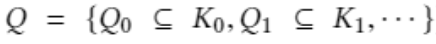 Q = {Q₀ ⊆ K₀, Q₁ ⊆ K₁, ⋯}